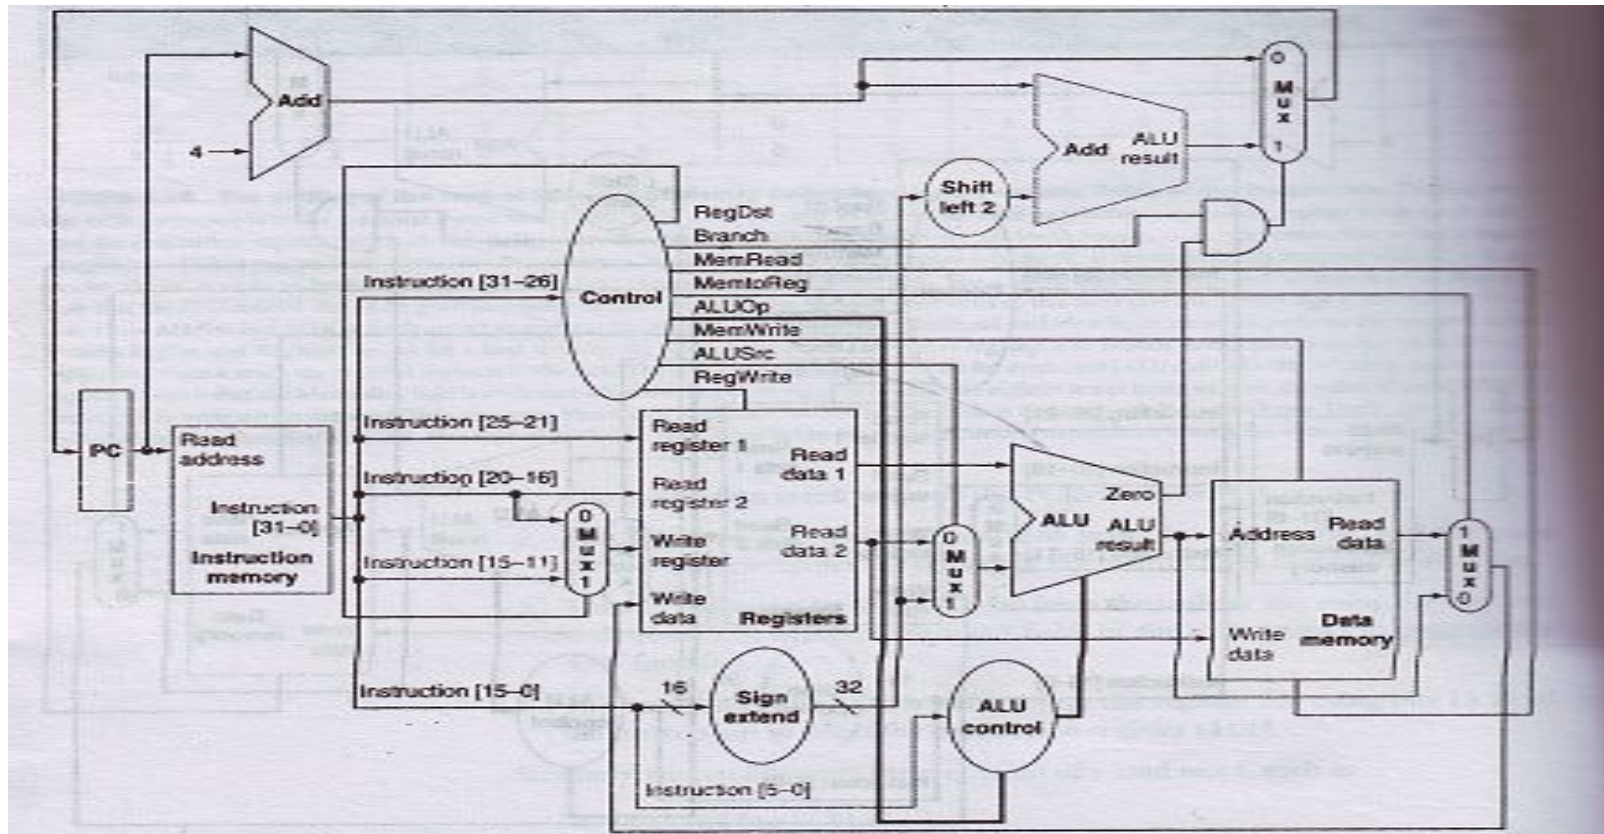 Add
4
0
Mux
1
Add
ALU
result
Shift
left 2
RegDst
Branch
MemRead
MemtoReg
ALUOp
MemWrite
ALUSrc
RegWrite
Control
Instruction [31–26]
Instruction [25–21]
Instruction [20–16]
Instruction [15–11]
Instruction [15–0]
Instruction [5–0]
PC
Read
address
Instruction
[31–0]
Instruction
memory
0
Mux
1
Read
register 1
Read
register 2
Write
register
Write
data
Read
data 1
Read
data 2
Registers
0
Mux
1
Zero
ALU
ALU
result
Address
Read
data
Write
data
Data
memory
1
Mux
0
16
Sign
extend
32
ALU
control